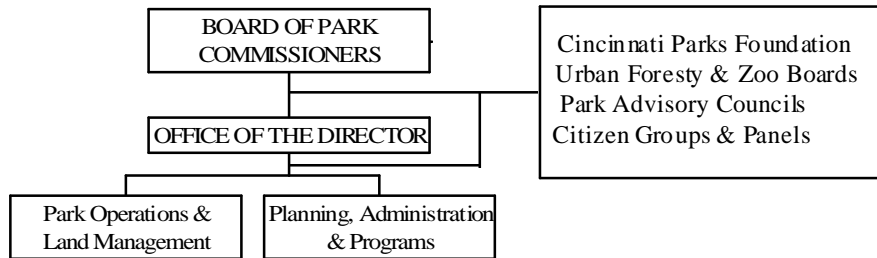 BOARD OF PARK
COMMISSIONERS
Cincinnati Parks Foundation
Urban Foresty & Zoo Boards
Park Advisory Councils
Citizen Groups & Panels
OFFICE OF THE DIRECTOR
Park Operations &
Land Management
Planning, Administration
& Programs